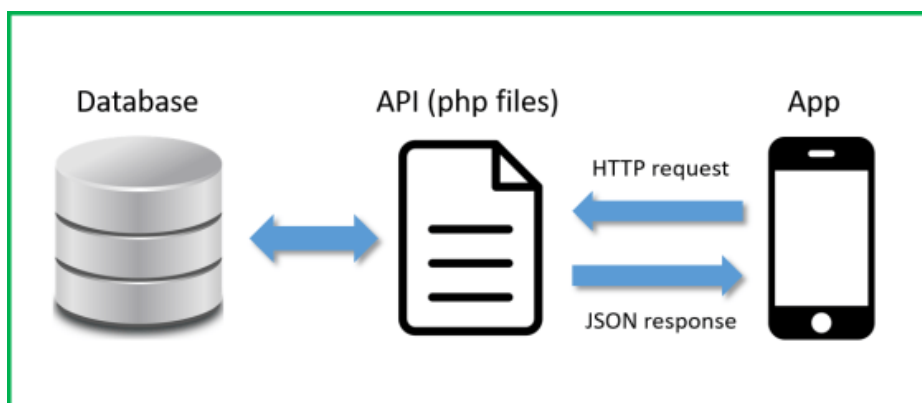 Database
API (php files)
App
HTTP request
JSON response